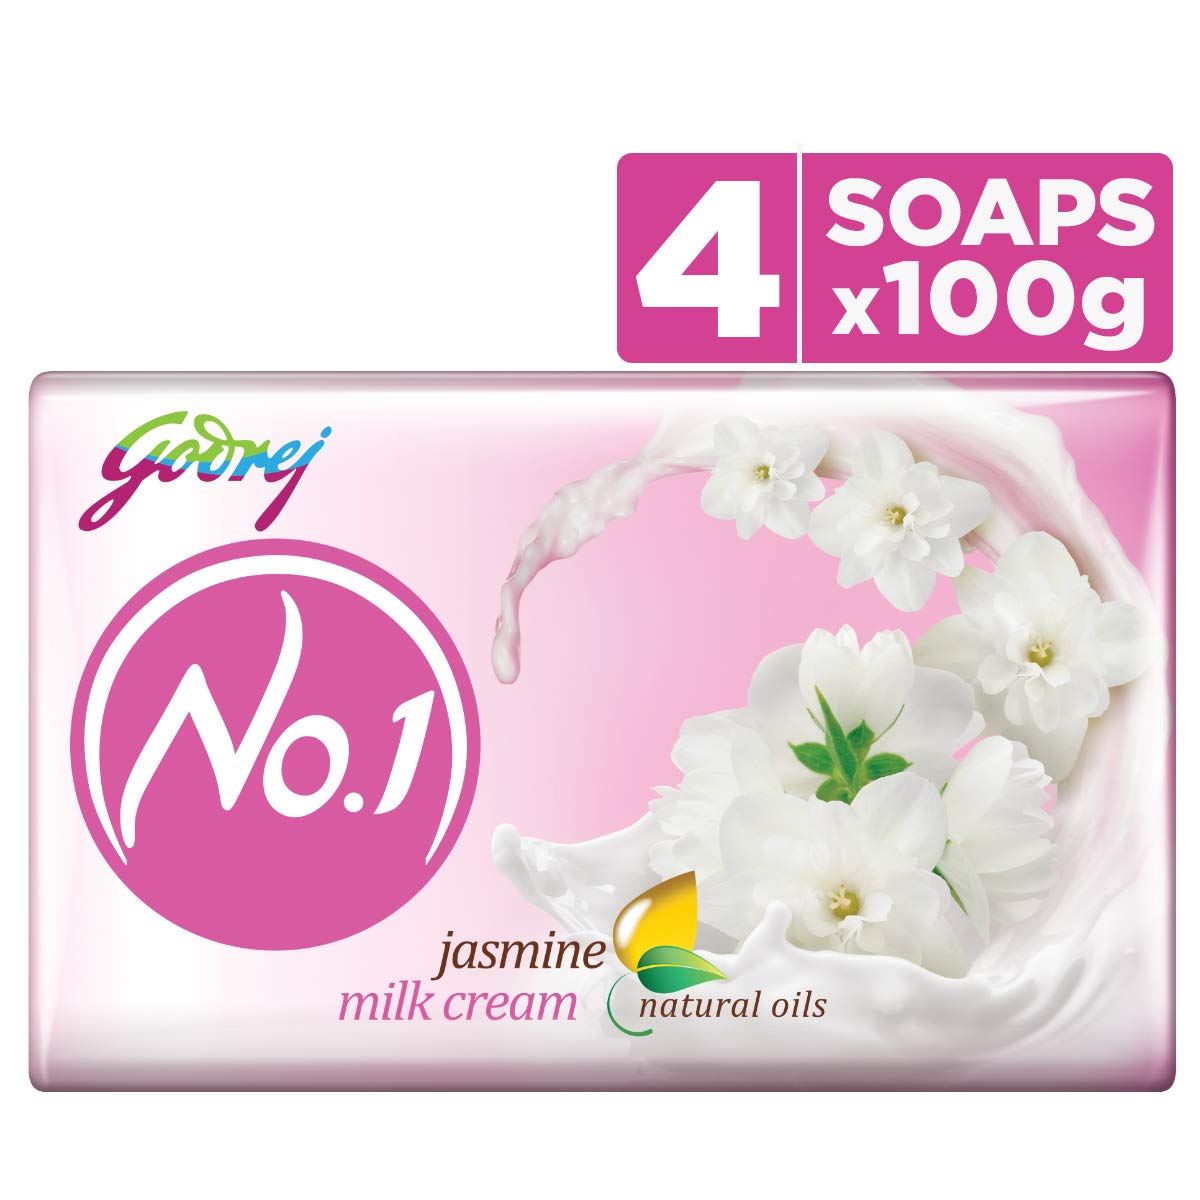 4
SOAPS
x100g
Godrej
No.1
jasmine
milk cream
natural oils